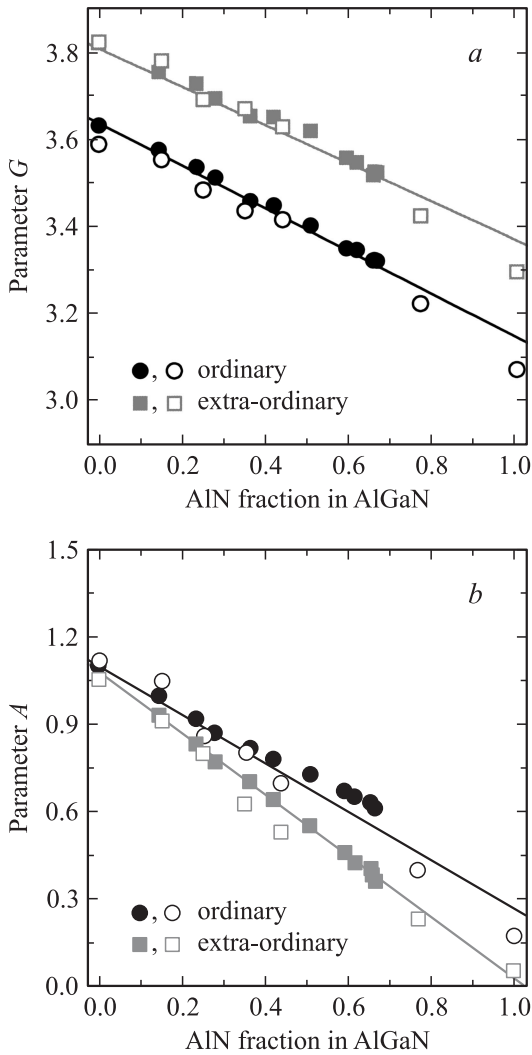 a
3.8
3.6
3.4
3.2
3.0
Parameter G
, ordinary
, extra-ordinary
0.0 0.2 0.4 0.6 0.8 1.0
AlN fraction in AlGaN
b
1.5
1.2
0.9
0.6
0.3
0.0
Parameter A
, ordinary
, extra-ordinary
0.0 0.2 0.4 0.6 0.8 1.0
AlN fraction in AlGaN